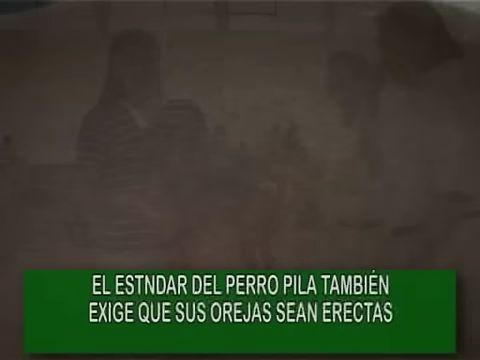 EL ESTNDAR DEL PERRO PILA TAMBIÉN
EXIGE QUE SUS OREJAS SEAN ERECTAS